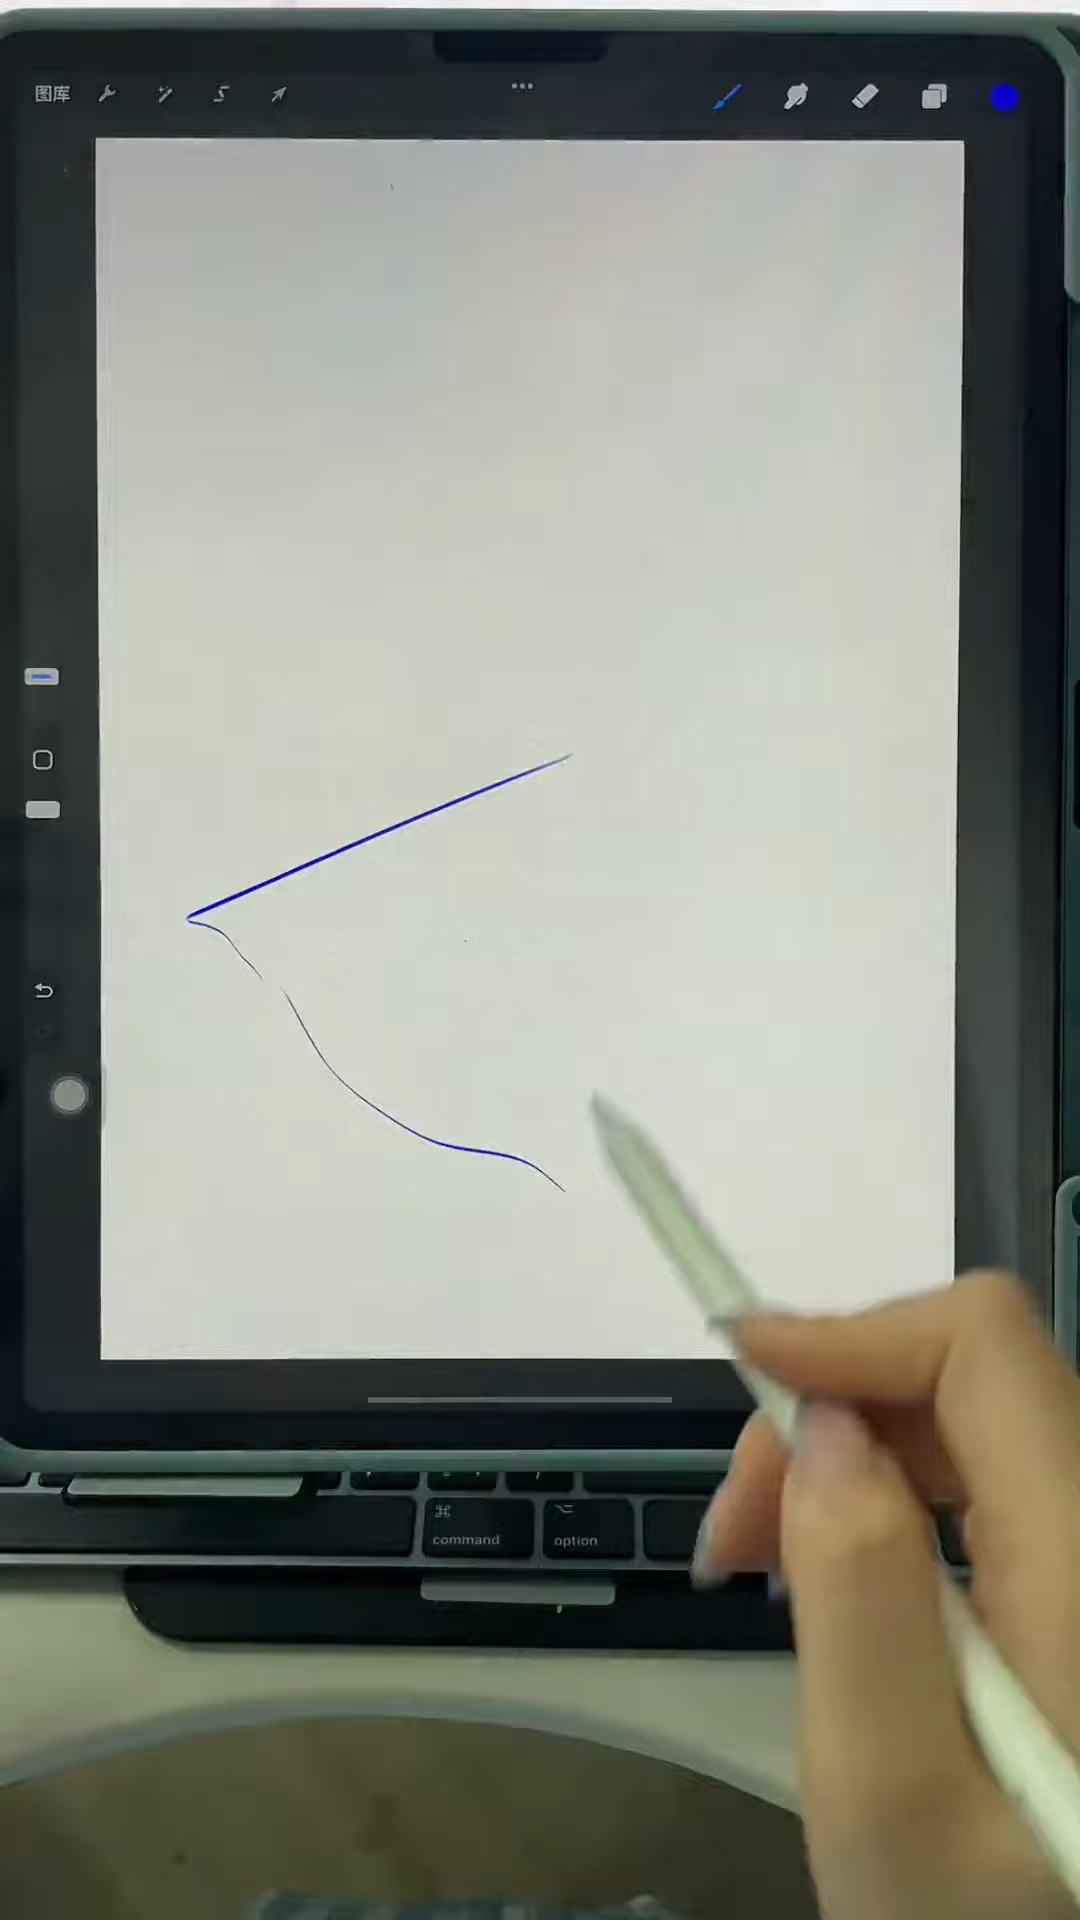 图库
⌘
command
⌥
option